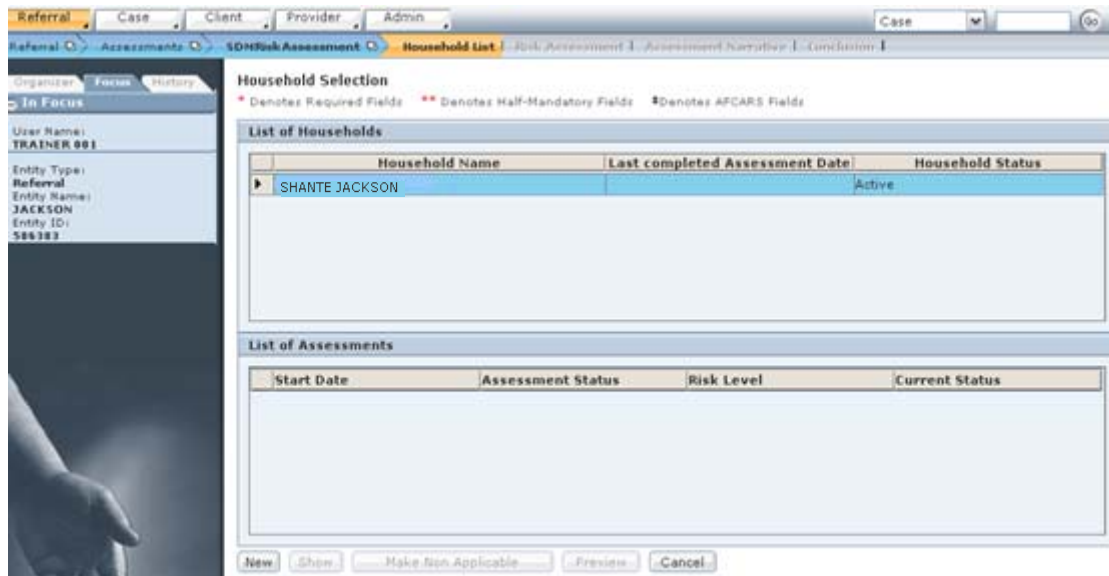 Referral Case Client Provider Admin Case Go
Referral Assessments SDMRisk Assessment Household List Risk Assessment Assessment Narrative Conclusion
Organizer Focus History
In Focus
User Name:
TRAINER 001
Entity Type:
Referral
Entity Name:
JACKSON
Entity ID:
586383
Household Selection
* Denotes Required Fields ** Denotes Half-Mandatory Fields ‡Denotes AFCARS Fields
List of Households
Household Name Last completed Assessment Date Household Status
SHANTE JACKSON Active
List of Assessments
Start Date Assessment Status Risk Level Current Status
New Show Make Non Applicable Preview Cancel